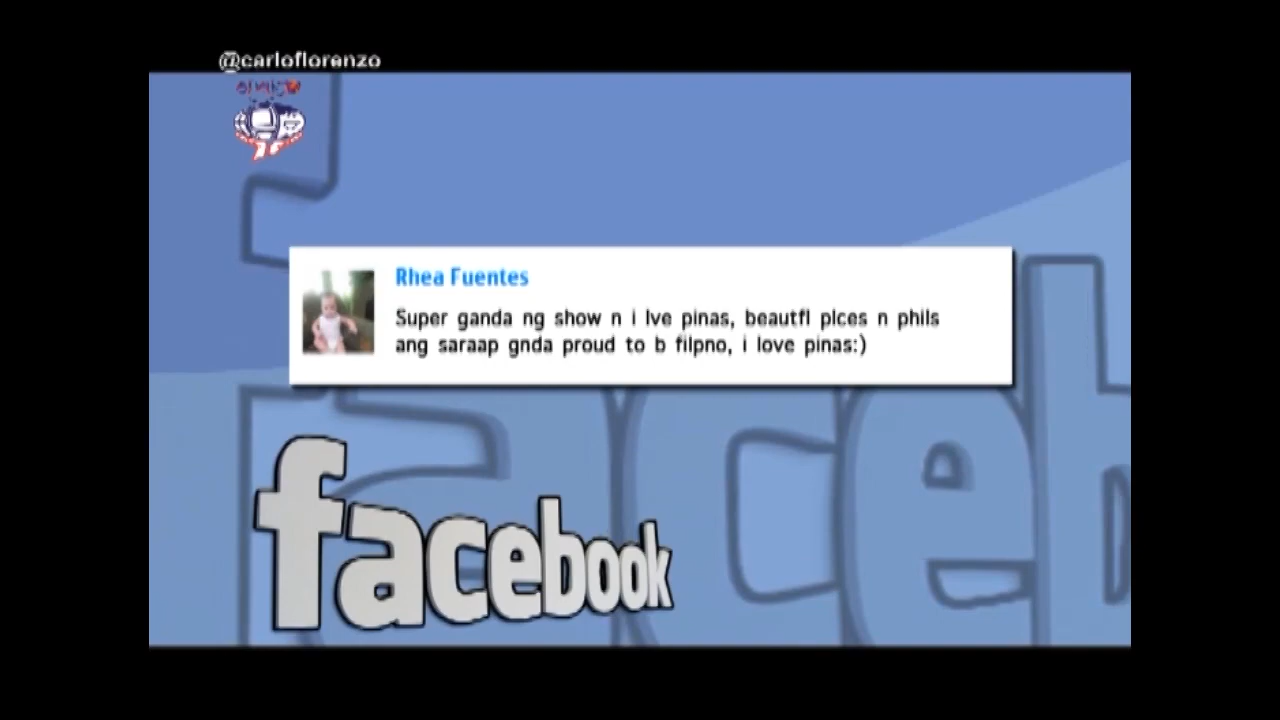 @carloflorenzo
Rhea Fuentes
Super ganda ng show n i lve pinas, beautfl plces n phils
ang saraap gnda proud to b filpno, i love pinas:)
facebook
faceb